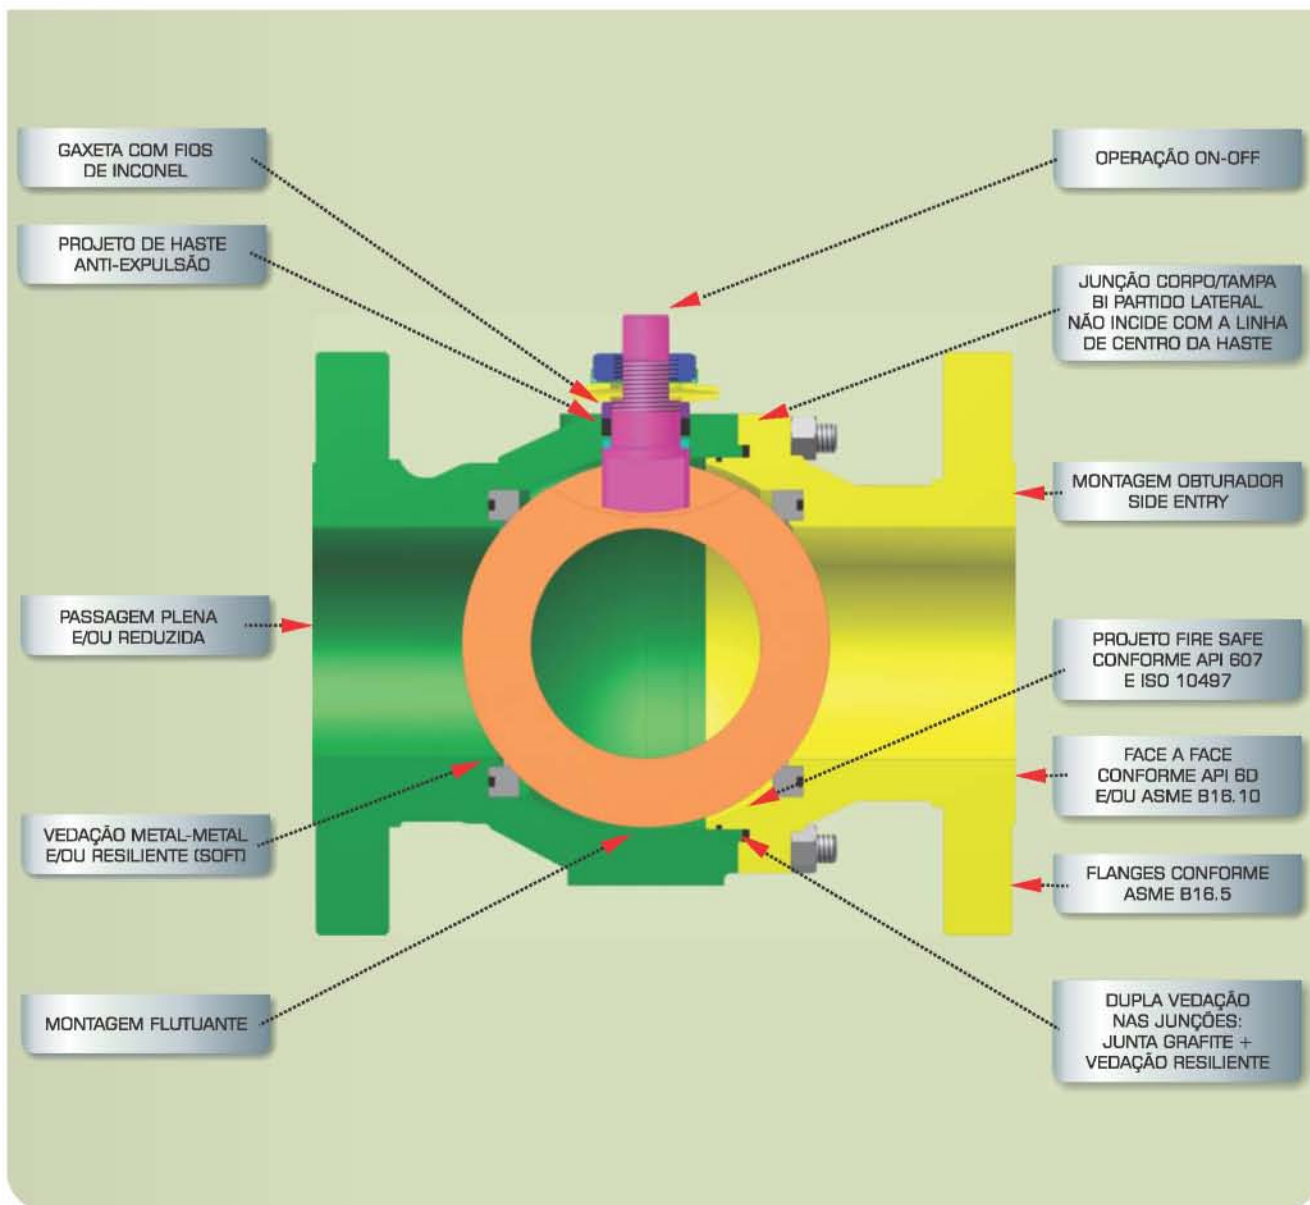 GAXETA COM FIOS
DE INCONEL
PROJETO DE HASTE
ANTI-EXPULSÃO
PASSAGEM PLENA
E/OU REDUZIDA
VEDAÇÃO METAL-METAL
E/OU RESILIENTE (SOFT)
MONTAGEM FLUTUANTE
OPERAÇÃO ON-OFF
JUNÇÃO CORPO/TAMPA
BI PARTIDO LATERAL
NÃO INCIDE COM A LINHA
DE CENTRO DA HASTE
MONTAGEM OBTURADOR
SIDE ENTRY
PROJETO FIRE SAFE
CONFORME API 607
E ISO 10497
FACE A FACE
CONFORME API 6D
E/OU ASME B16.10
FLANGES CONFORME
ASME B16.5
DUPLA VEDAÇÃO
NAS JUNÇÕES:
JUNTA GRAFITE +
VEDAÇÃO RESILIENTE